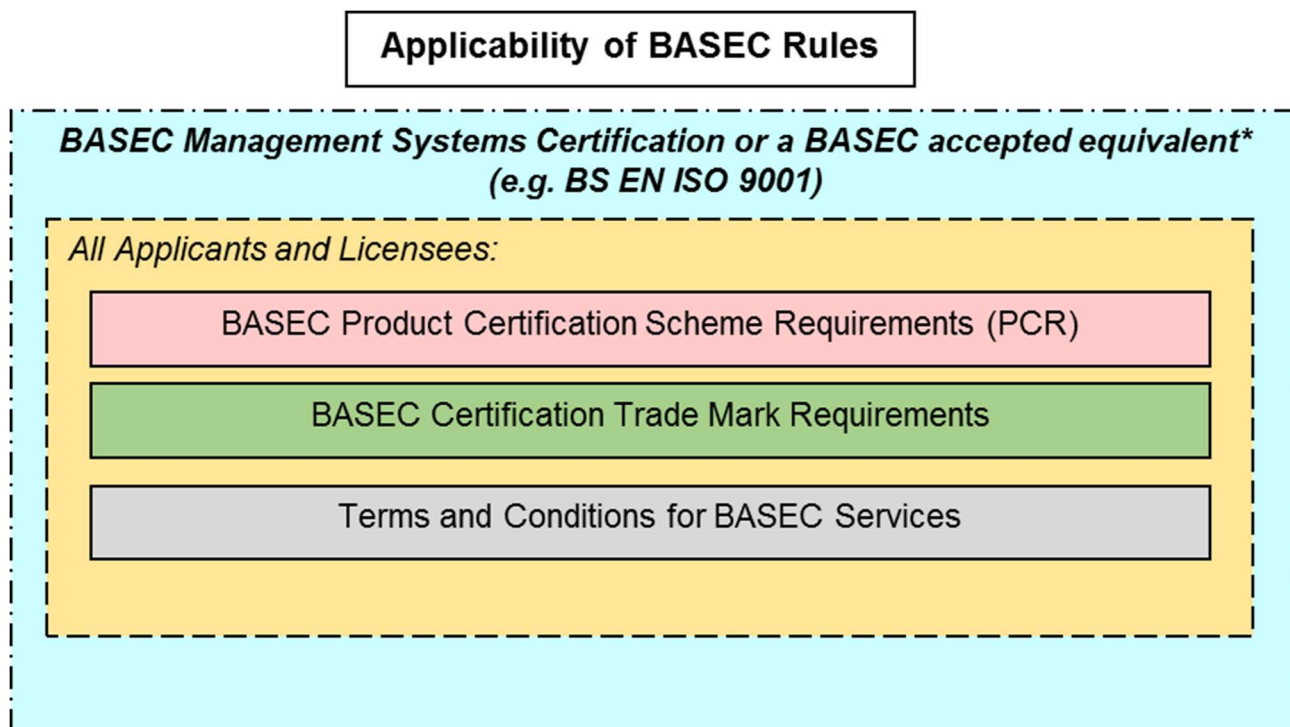 Applicability of BASEC Rules
BASEC Management Systems Certification or a BASEC accepted equivalent*
(e.g. BS EN ISO 9001)
All Applicants and Licensees:
BASEC Product Certification Scheme Requirements (PCR)
BASEC Certification Trade Mark Requirements
Terms and Conditions for BASEC Services